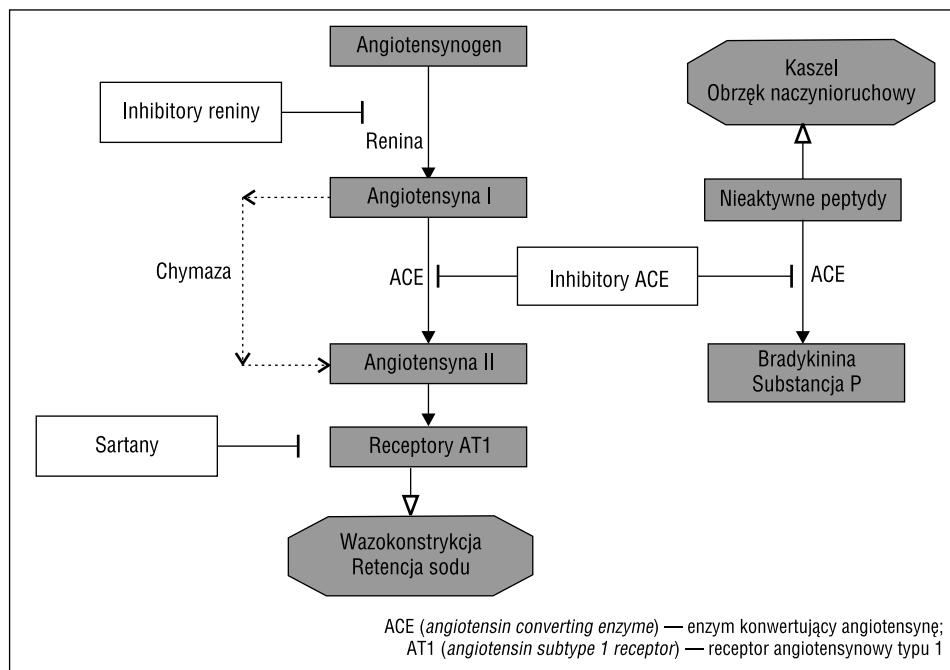 Angiotensynogen
Inhibitory reniny
Renina
Angiotensyna I
Chymaza
ACE
Inhibitory ACE
Angiotensyna II
Sartany
Receptory AT1
Wazokonstrykcja
Retencja sodu
Kaszel
Obrzęk naczynioruchowy
Nieaktywne peptydy
ACE
Bradykinina
Substancja P
ACE (angiotensin converting enzyme) — enzym konwertujący angiotensynę;
AT1 (angiotensin subtype 1 receptor) — receptor angiotensynowy typu 1